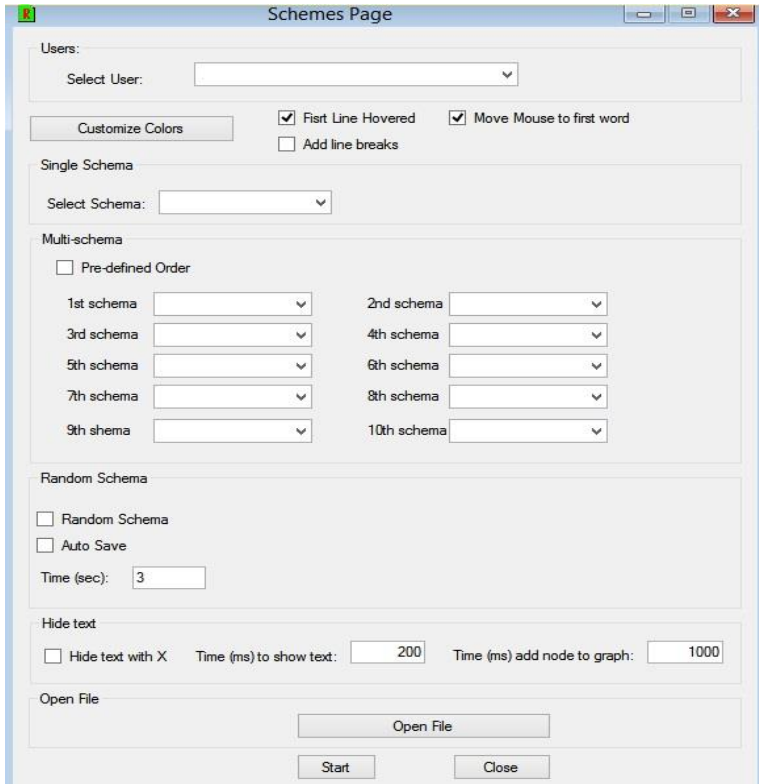 R
Schemes Page
Users:
Select User:
Customize Colors
Fisrt Line Hovered
Move Mouse to first word
Add line breaks
Single Schema
Select Schema:
Multi-schema
Pre-defined Order
1st schema
2nd schema
3rd schema
4th schema
5th schema
6th schema
7th schema
8th schema
9th shema
10th schema
Random Schema
Random Schema
Auto Save
Time (sec): 3
Hide text
Hide text with X Time (ms) to show text: 200 Time (ms) add node to graph: 1000
Open File
Open File
Start Close